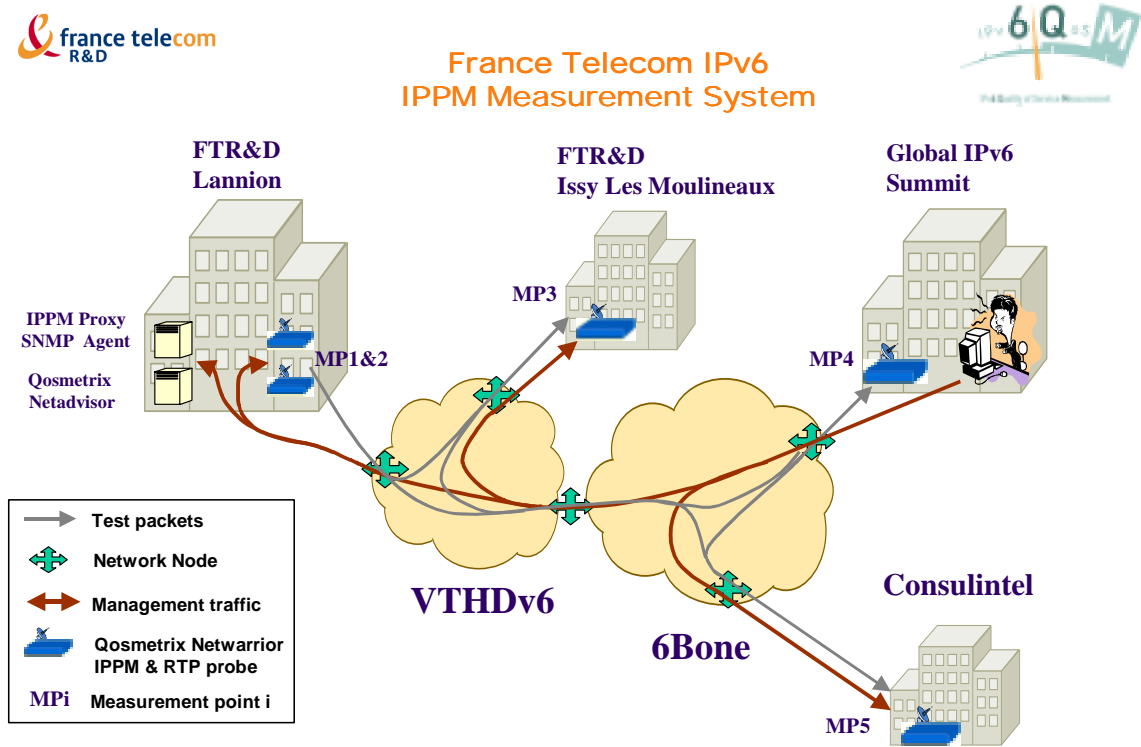 france telecom
R&D
6 Q M
France Telecom IPv6
IPPM Measurement System
FTR&D
Lannion
FTR&D
Issy Les Moulineaux
Global IPv6
Summit
MP3
IPPM Proxy
SNMP Agent
MP1&2
MP4
Qosmetrix
Netadvisor
Test packets
Network Node
Management traffic
Qosmetrix Netwarrior
IPPM & RTP probe
MPi Measurement point i
VTHDv6
6Bone
Consulintel
MP5